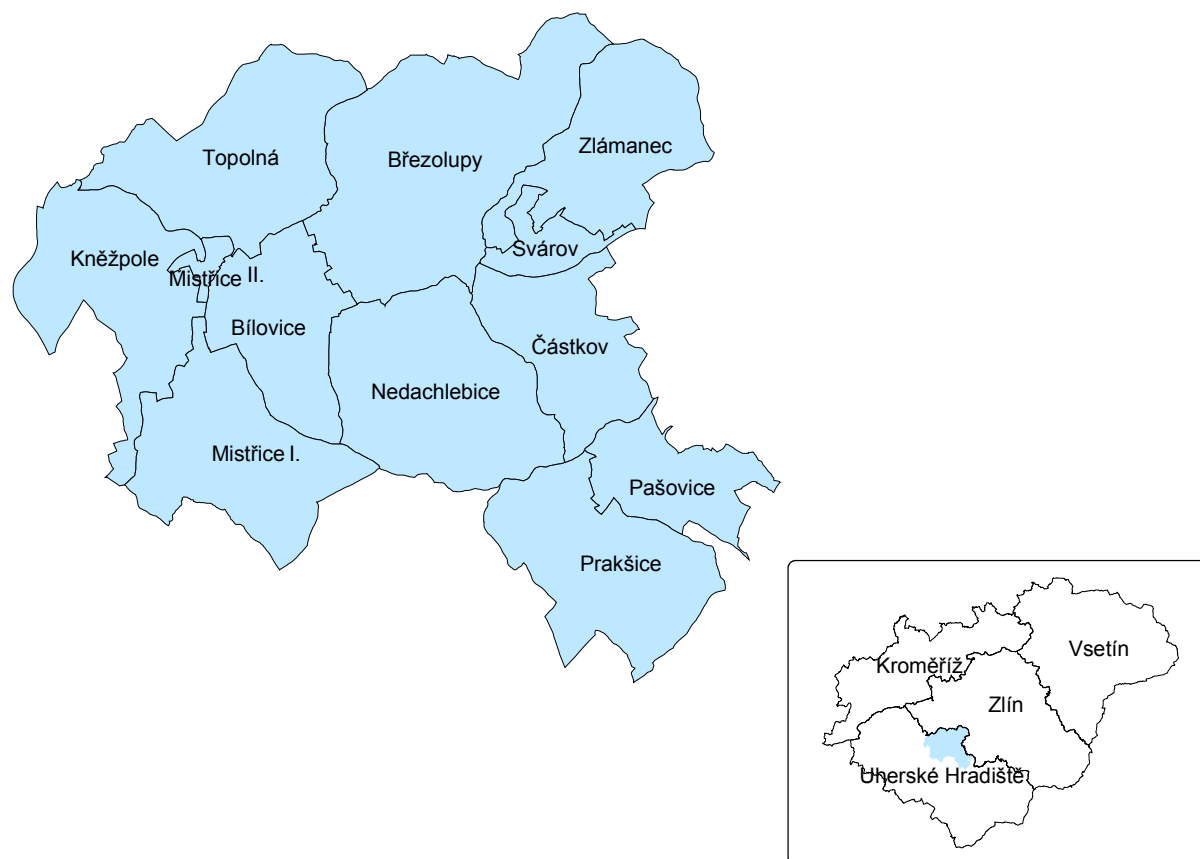 Topolná
Březolupy
Zlámanec
Kněžpole
Svárov
Mistřice II.
Bílovice
Částkov
Nedachlebice
Mistřice I.
Pašovice
Prakšice
Vsetín
Kroměříž
Zlín
Uherské Hradiště